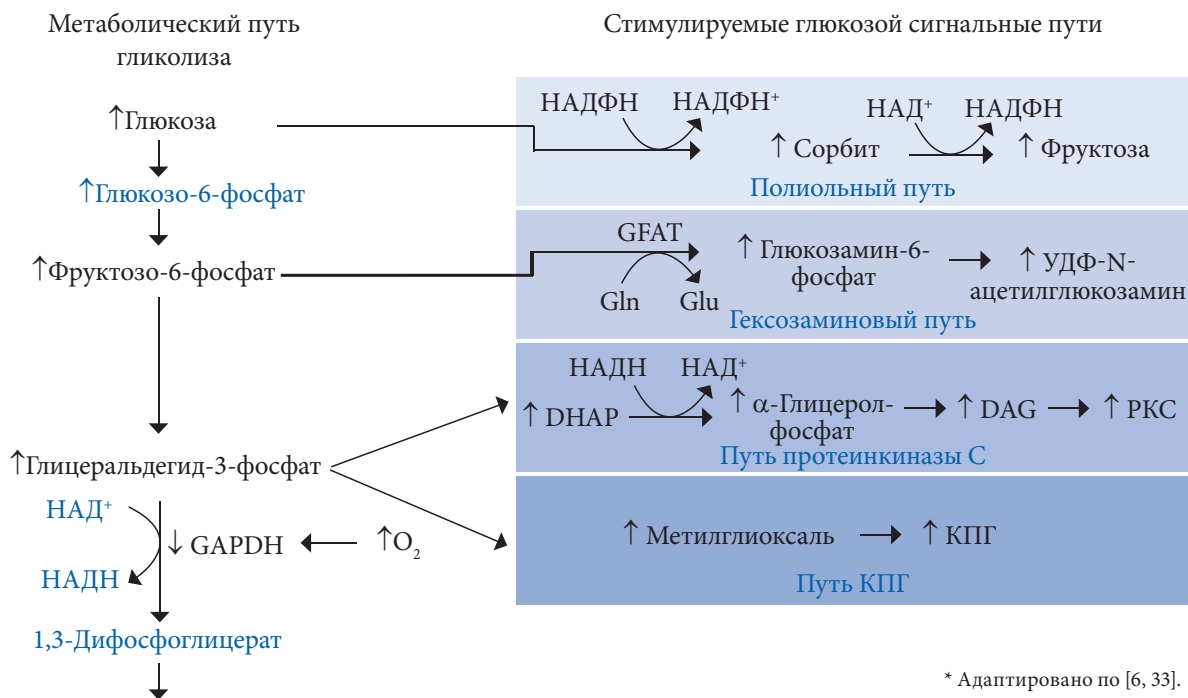 Метаболический путь
гликолиза
Стимулируемые глюкозой сигнальные пути
↑Глюкоза
↑Глюкозо-6-фосфат
↑Фруктозо-6-фосфат
↑Глицеральдегид-3-фосфат
НАД⁺
↓ GAPDH
↑O₂
НАДН
1,3-Дифосфоглицерат
НАДФН
НАДФН⁺
НАД⁺
НАДФН
↑ Сорбит
↑ Фруктоза
Полиольный путь
GFAT
Gln
Glu
↑ Глюкозамин-6-
фосфат
↑ УДФ-N-
ацетилглюкозамин
Гексозаминовый путь
НАДН
НАД⁺
↑ DHAP
↑ α-Глицерол-
фосфат
↑ DAG
↑ PKC
Путь протеинкиназы С
↑ Метилглиоксаль
↑ КПГ
Путь КПГ
* Адаптировано по [6, 33].